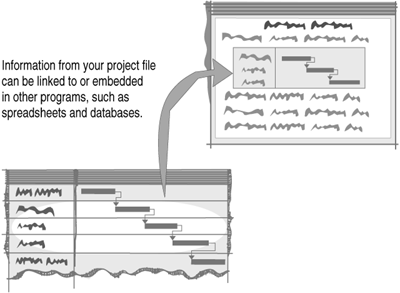 Information from your project file
can be linked to or embedded
in other programs, such as
spreadsheets and databases.